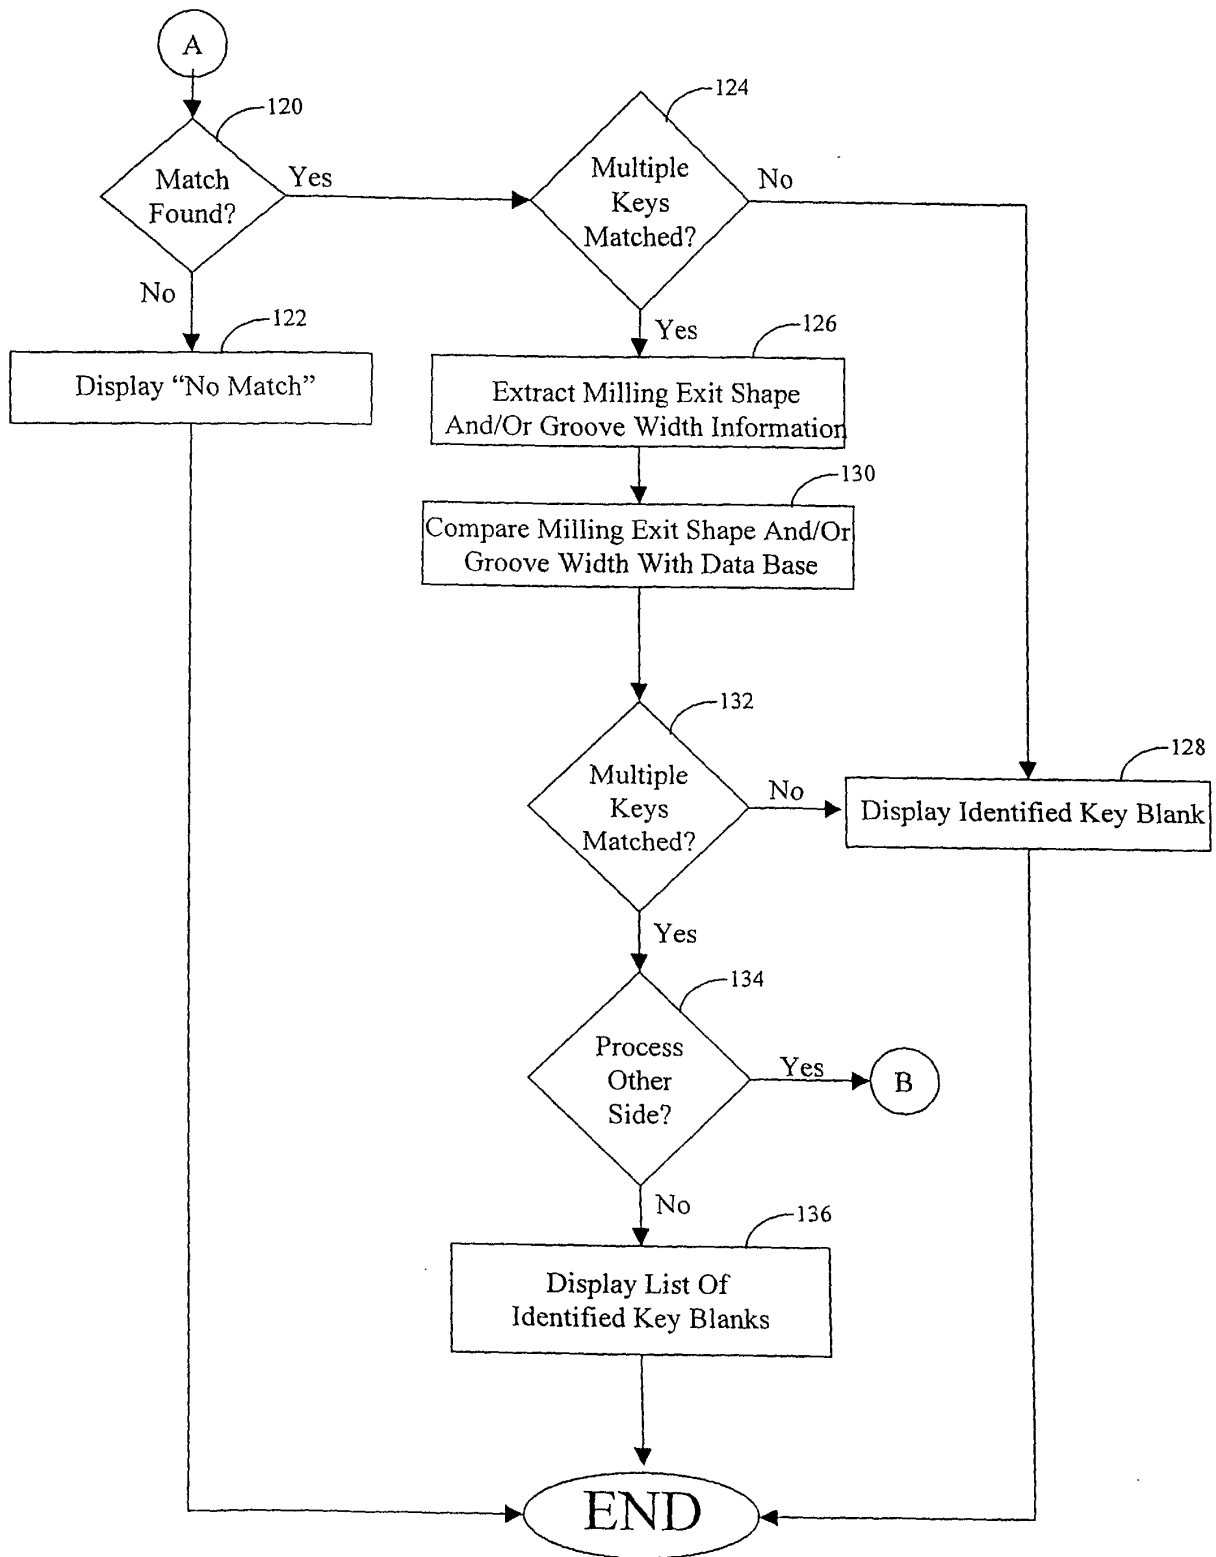 A
120
Match
Found?
Yes
No
122
Display “No Match”
124
Multiple
Keys
Matched?
No
Yes
126
Extract Milling Exit Shape
And/Or Groove Width Information
130
Compare Milling Exit Shape And/Or
Groove Width With Data Base
132
Multiple
Keys
Matched?
No
128
Display Identified Key Blank
Yes
134
Process
Other
Side?
Yes
B
No
136
Display List Of
Identified Key Blanks
END